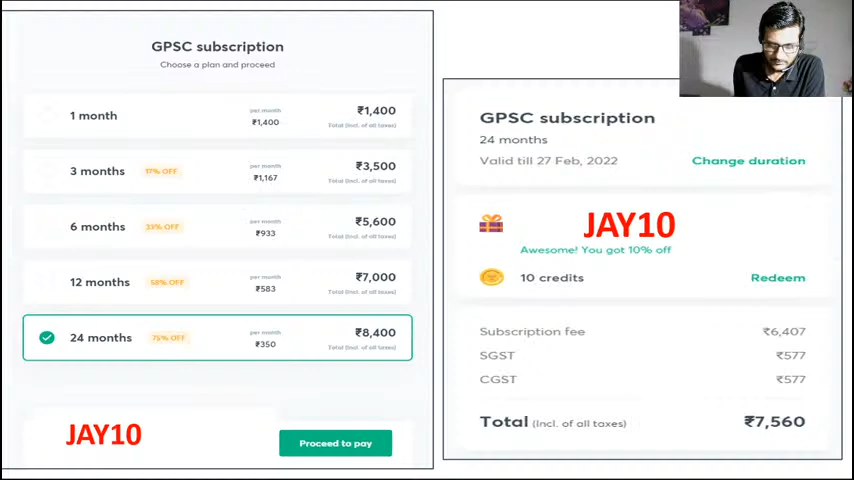 GPSC subscription
Choose a plan and proceed
1 month
per month
₹1,400
₹1,400
Total (Incl. of all taxes)
3 months
17% OFF
per month
₹1,167
₹3,500
Total (Incl. of all taxes)
6 months
33% OFF
per month
₹933
₹5,600
Total (Incl. of all taxes)
12 months
58% OFF
per month
₹583
₹7,000
Total (Incl. of all taxes)
24 months
75% OFF
per month
₹350
₹8,400
Total (Incl. of all taxes)
JAY10
Proceed to pay
GPSC subscription
24 months
Valid till 27 Feb, 2022
Change duration
JAY10
Awesome! You got 10% off
10 credits
Redeem
Subscription fee ₹6,407
SGST ₹577
CGST ₹577
Total (Incl. of all taxes) ₹7,560